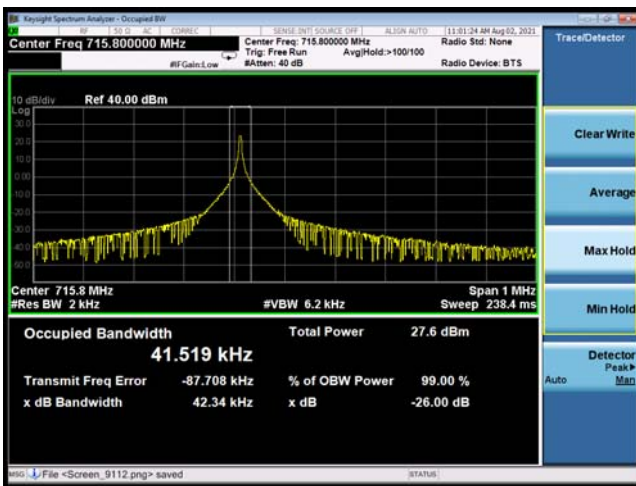 Keysight Spectrum Analyzer - Occupied BW
RF 50 Ω AC CORREC SENSE:INT SOURCE OFF ALIGN AUTO 11:01:24 AM Aug 02, 2021
Center Freq 715.800000 MHz
Center Freq: 715.800000 MHz
Radio Std: None
Trig: Free Run Avg|Hold:>100/100
#IFGain:Low #Atten: 40 dB Radio Device: BTS
10 dB/div Ref 40.00 dBm
Log
30.0
20.0
10.0
0.00
-10.0
-20.0
-30.0
-40.0
-50.0
Center 715.8 MHz Span 1 MHz
#Res BW 2 kHz #VBW 6.2 kHz Sweep 238.4 ms
Occupied Bandwidth Total Power 27.6 dBm
41.519 kHz
Transmit Freq Error -87.708 kHz % of OBW Power 99.00 %
x dB Bandwidth 42.34 kHz x dB -26.00 dB
MSG File <Screen_9112.png> saved STATUS
Trace/Detector
Clear Write
Average
Max Hold
Min Hold
Detector
Peak▶
Auto Man